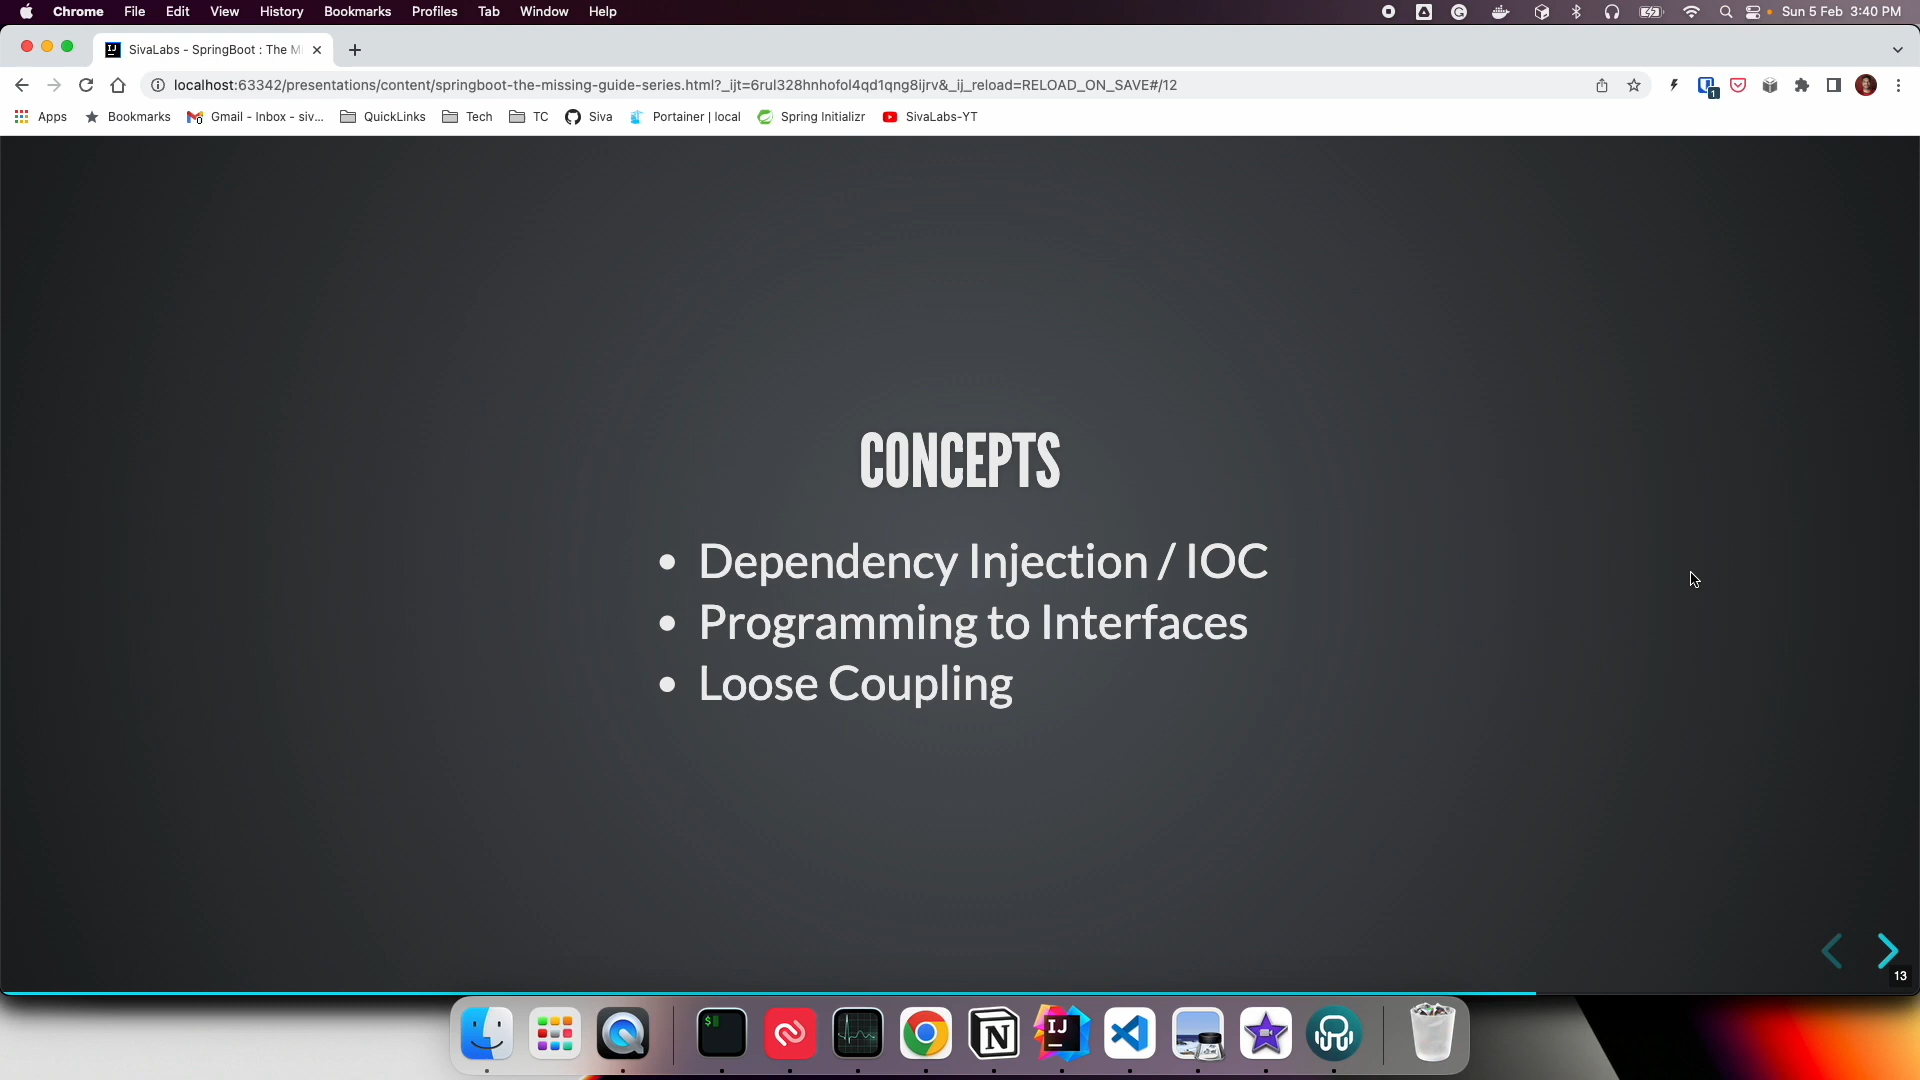 Chrome File Edit View History Bookmarks Profiles Tab Window Help Sun 5 Feb 3:40 PM
SivaLabs - SpringBoot : The M
localhost:63342/presentations/content/springboot-the-missing-guide-series.html?_ijt=6rul328hnhofol4qd1qng8ijrv&_ij_reload=RELOAD_ON_SAVE#/12
1
Apps Bookmarks Gmail - Inbox - siv... QuickLinks Tech TC Siva Portainer | local Spring Initializr SivaLabs-YT
CONCEPTS
• Dependency Injection / IOC
• Programming to Interfaces
• Loose Coupling
13
$
IJ